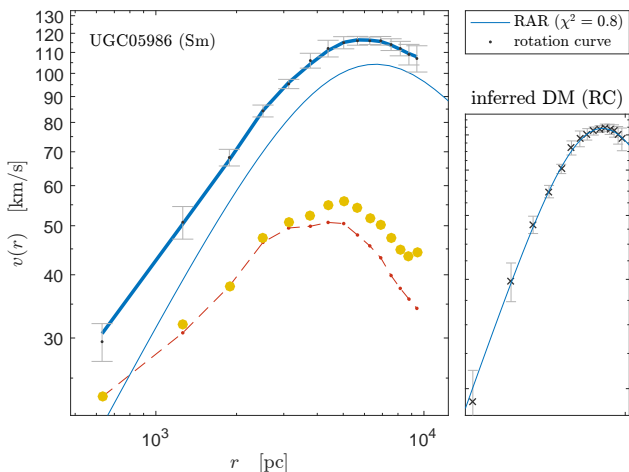 UGC05986 (Sm)
130
120
110
100
90
80
70
60
50
40
30
v(r) [km/s]
10³
10⁴
r [pc]
RAR (χ² = 0.8)
rotation curve
inferred DM (RC)